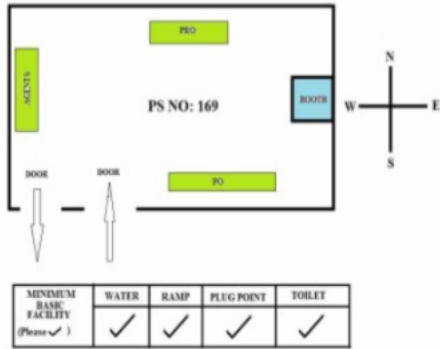 PRO
AGENTS
PS NO: 169
BOOTH
N
W
E
S
DOOR
DOOR
PO
MINIMUM BASIC FACILITY (Please ✓ )
WATER
RAMP
PLUG POINT
TOILET
✓
✓
✓
✓